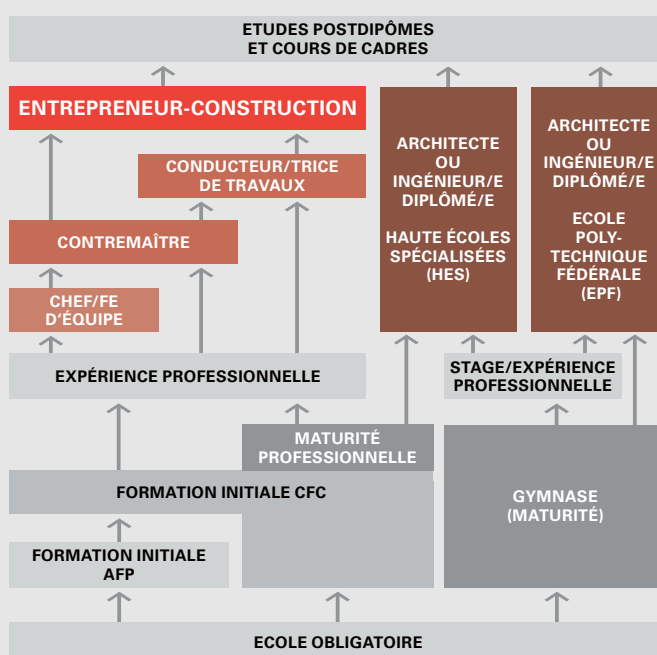 ETUDES POSTDIPÔMES
ET COURS DE CADRES
ENTREPRENEUR-CONSTRUCTION
CONDUCTEUR/TRICE
DE TRAVAUX
CONTREMAÎTRE
CHEF/FE
D'ÉQUIPE
ARCHITECTE
OU
INGÉNIEUR/E
DIPLÔMÉ/E
HAUTE ÉCOLES
SPÉCIALISÉES
(HES)
ARCHITECTE
OU
INGÉNIEUR/E
DIPLÔMÉ/E
ECOLE
POLY-
TECHNIQUE
FÉDÉRALE
(EPF)
EXPÉRIENCE PROFESSIONNELLE
STAGE/EXPÉRIENCE
PROFESSIONNELLE
MATURITÉ
PROFESSIONNELLE
FORMATION INITIALE CFC
GYMNASE
(MATURITÉ)
FORMATION INITIALE
AFP
ECOLE OBLIGATOIRE